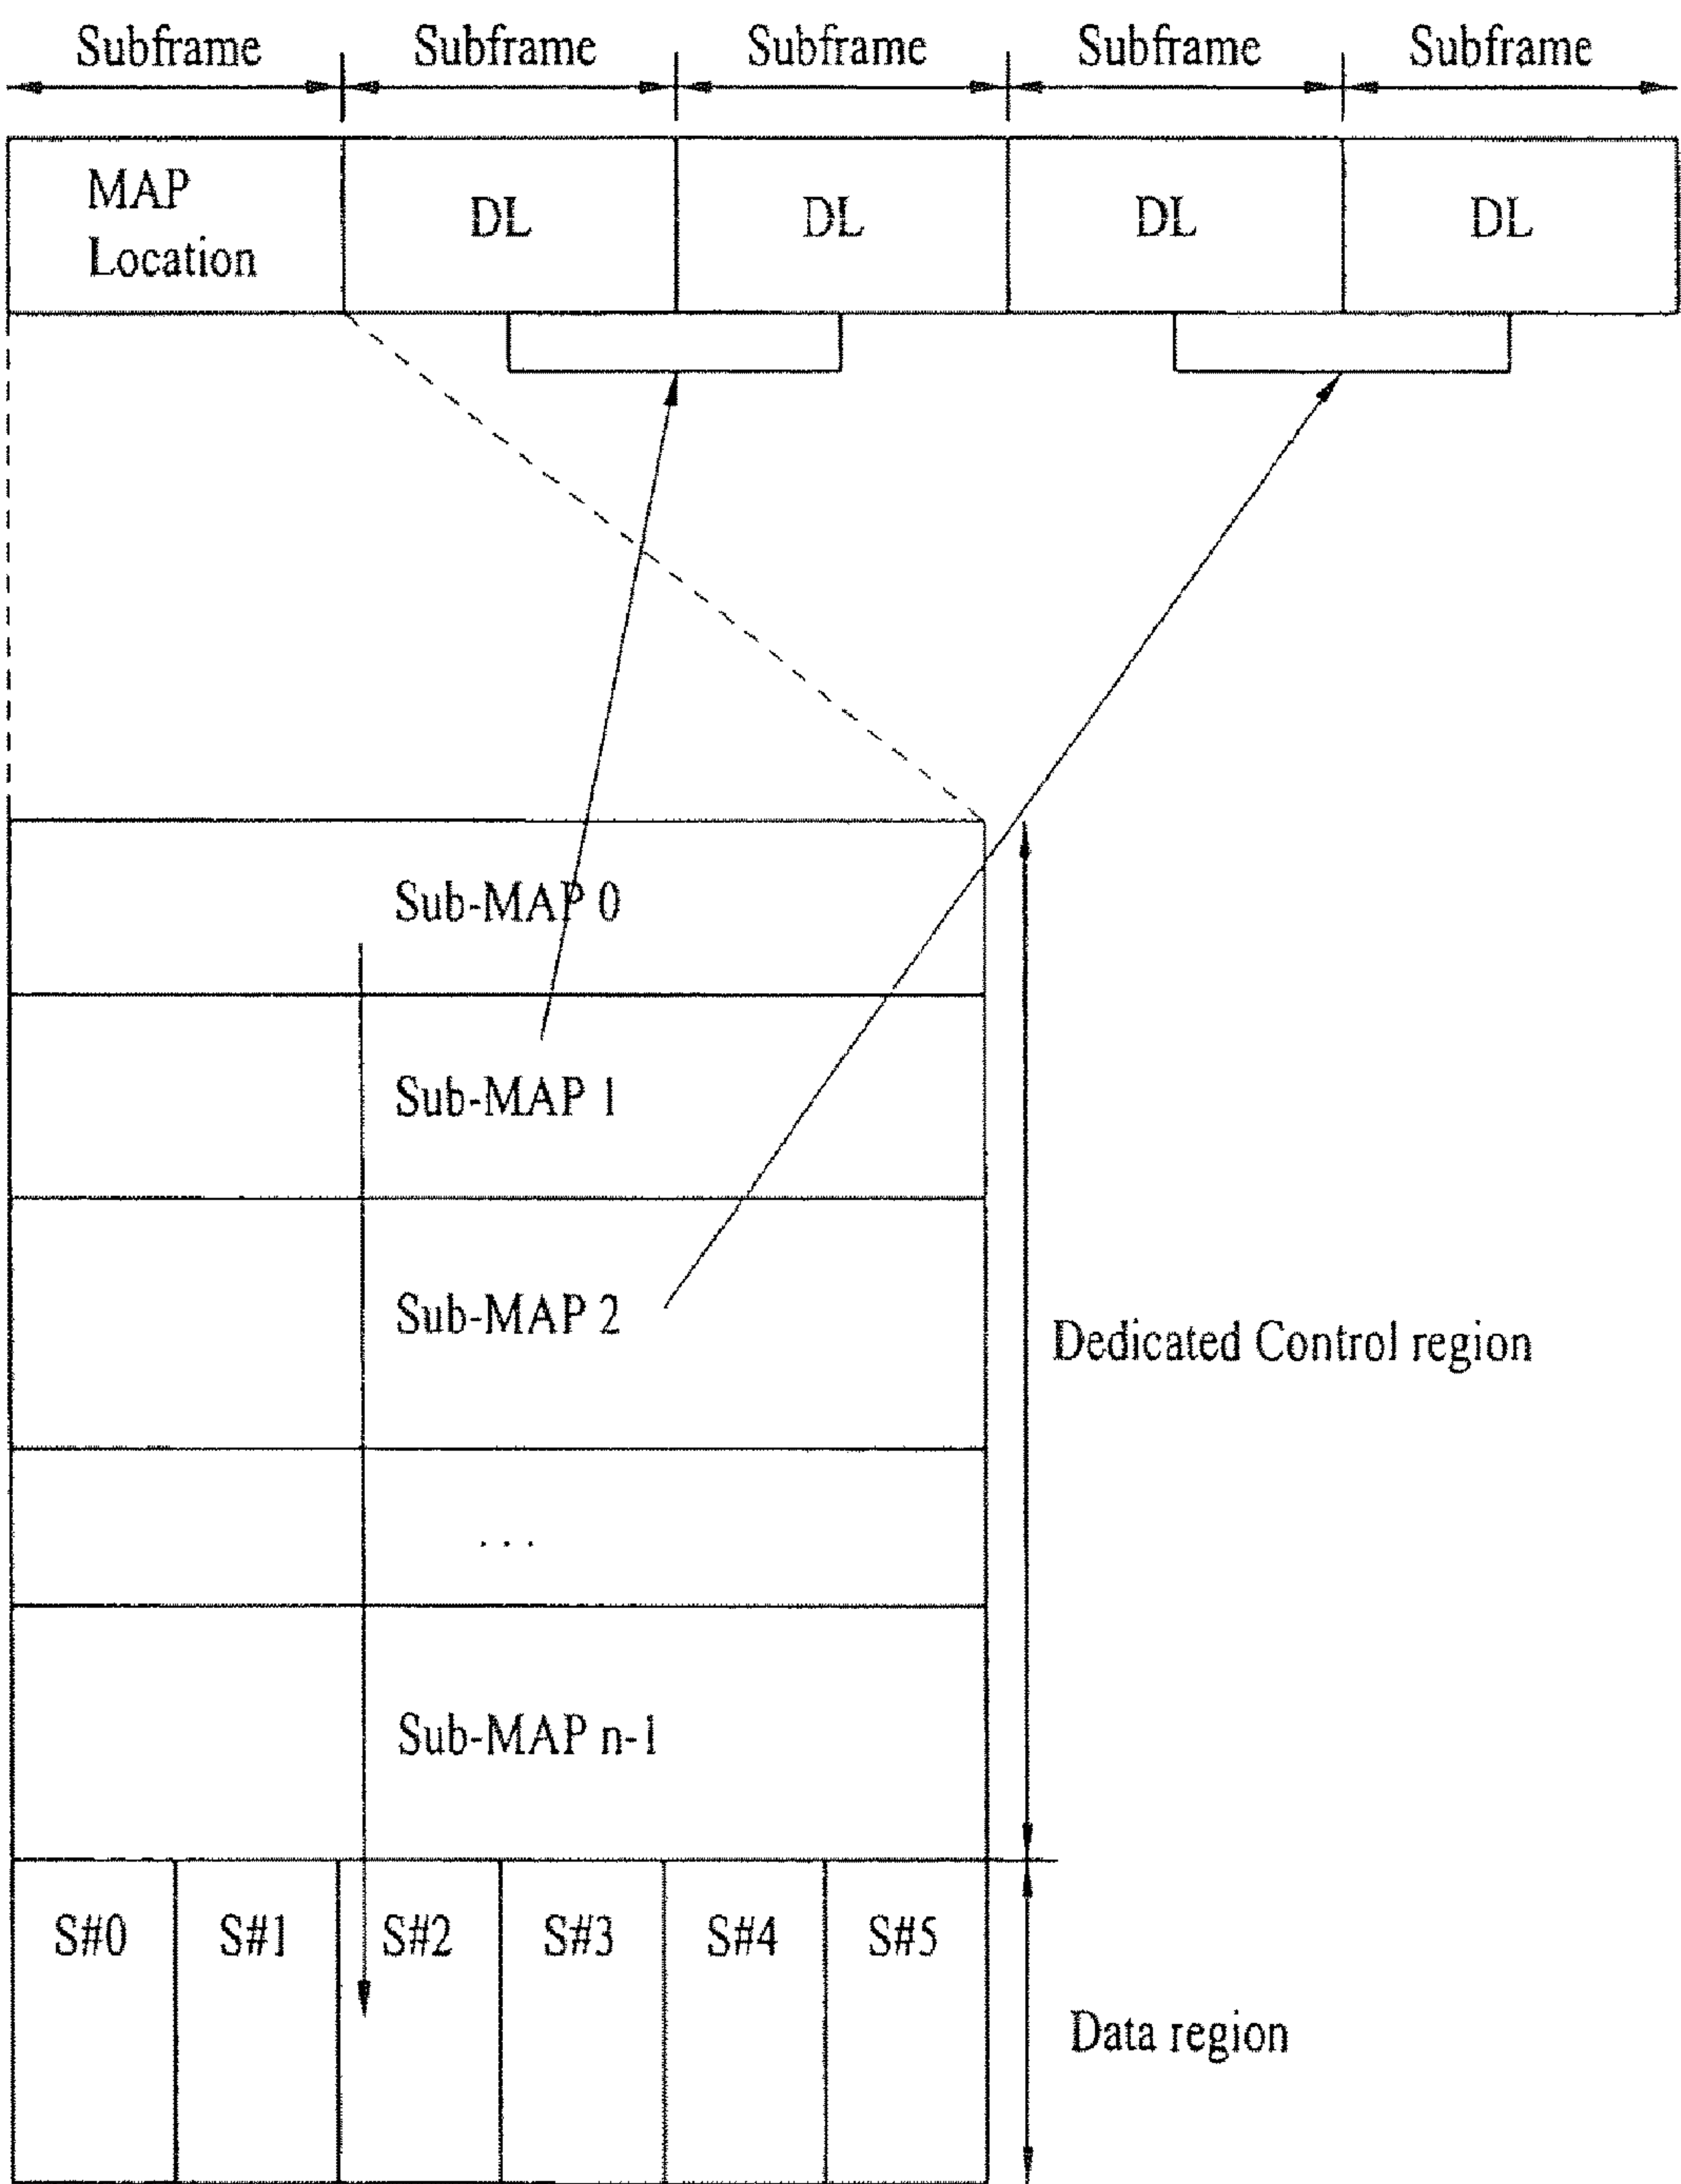 Subframe Subframe Subframe Subframe Subframe
MAP
Location
DL DL DL DL
Sub-MAP 0
Sub-MAP 1
Sub-MAP 2
Dedicated Control region
. . .
Sub-MAP n-1
S#0 S#1 S#2 S#3 S#4 S#5
Data region